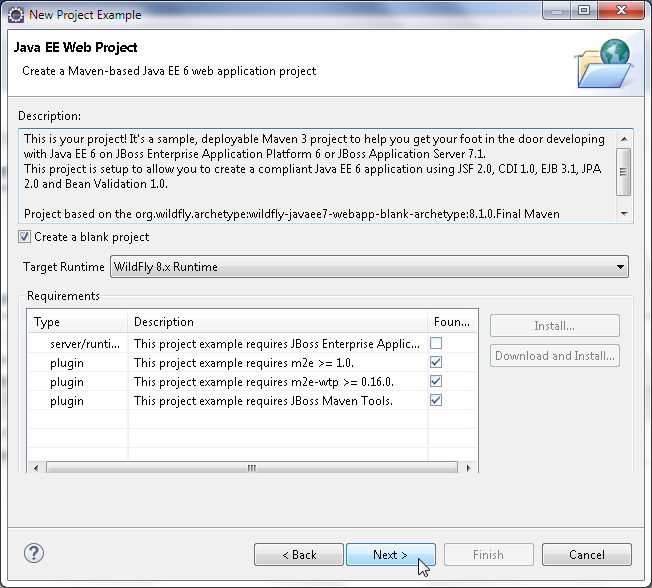 New Project Example
Java EE Web Project
Create a Maven-based Java EE 6 web application project
Description:
This is your project! It's a sample, deployable Maven 3 project to help you get your foot in the door developing
with Java EE 6 on JBoss Enterprise Application Platform 6 or JBoss Application Server 7.1.
This project is setup to allow you to create a compliant Java EE 6 application using JSF 2.0, CDI 1.0, EJB 3.1, JPA
2.0 and Bean Validation 1.0.
Project based on the org.wildfly.archetype:wildfly-javaee7-webapp-blank-archetype:8.1.0.Final Maven
Create a blank project
Target Runtime WildFly 8.x Runtime
Requirements
Type Description Foun...
server/runti... This project example requires JBoss Enterprise Applic...
plugin This project example requires m2e >= 1.0.
plugin This project example requires m2e-wtp >= 0.16.0.
plugin This project example requires JBoss Maven Tools.
Install...
Download and Install...
? < Back Next > Finish Cancel